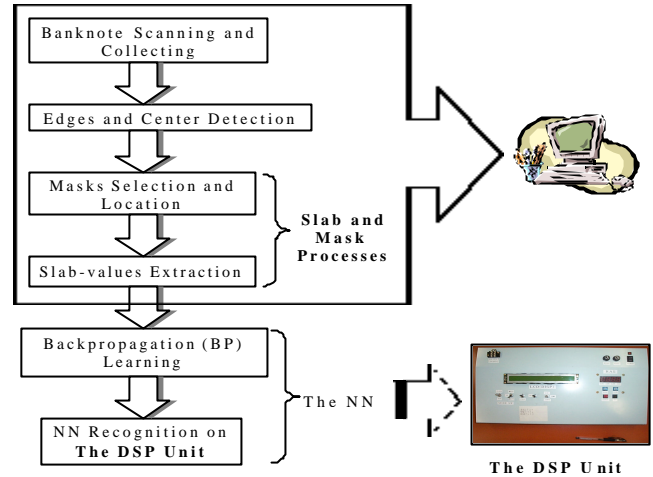 Banknote Scanning and
Collecting
Edges and Center Detection
Masks Selection and
Location
Slab and
Mask
Processes
Slab-values Extraction
Backpropagation (BP)
Learning
The NN
NN Recognition on
The DSP Unit
The DSP Unit